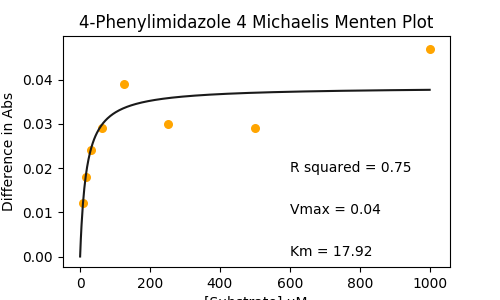 4-Phenylimidazole 4 Michaelis Menten Plot
Difference in Abs
0.04
0.03
0.02
0.01
0.00
R squared = 0.75
Vmax = 0.04
Km = 17.92
0 200 400 600 800 1000
[Substrate] uM